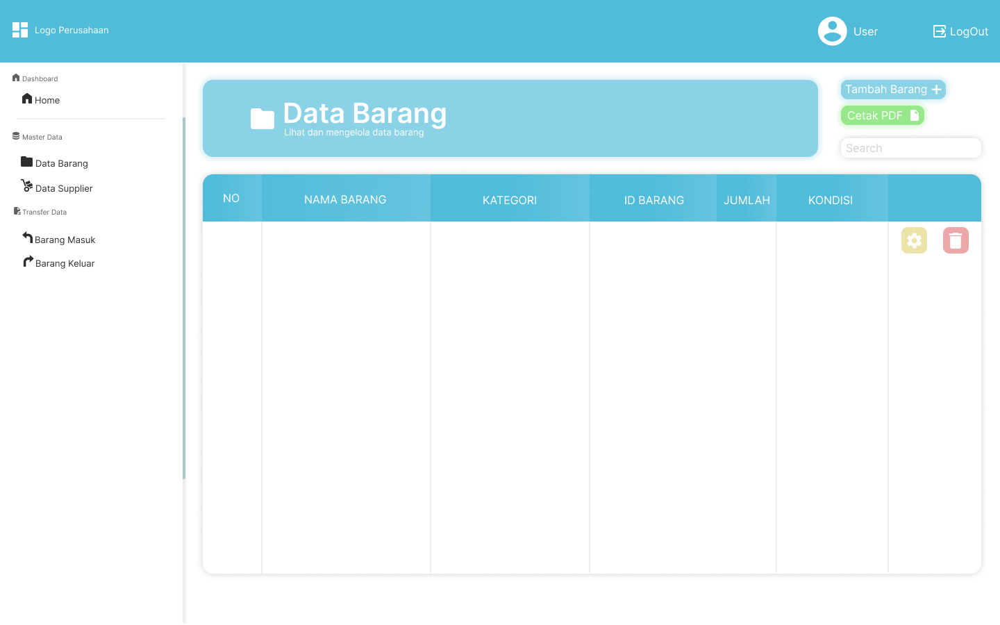 Logo Perusahaan
User
LogOut
Dashboard
Home
Master Data
Data Barang
Data Supplier
Transfer Data
Barang Masuk
Barang Keluar
Data Barang
Lihat dan mengelola data barang
Tambah Barang
Cetak PDF
Search
NO
NAMA BARANG
KATEGORI
ID BARANG
JUMLAH
KONDISI